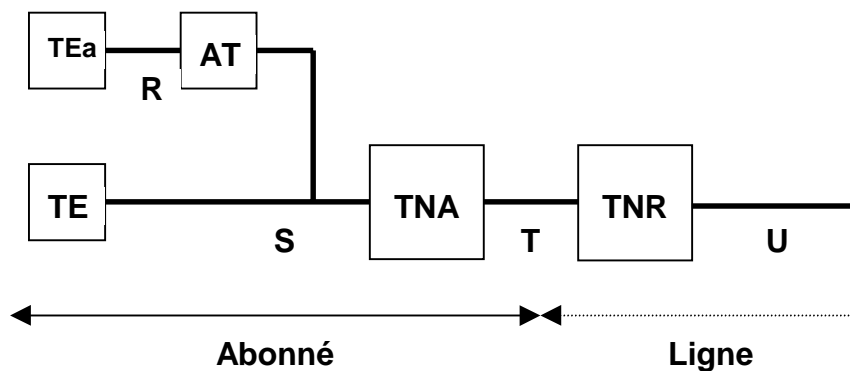 TEa AT
R
TE TNA TNR
S T U
Abonné Ligne